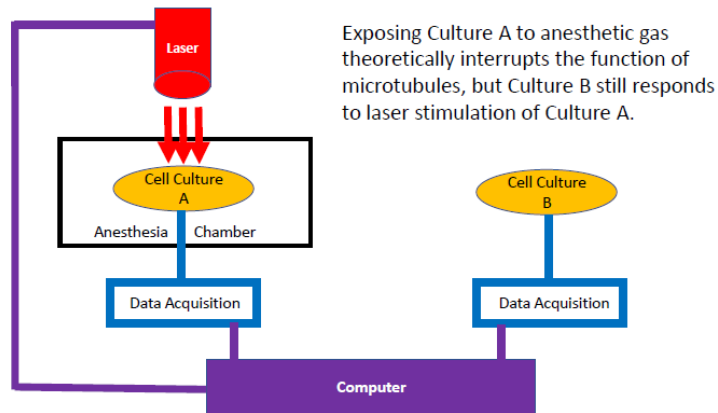 Laser
Exposing Culture A to anesthetic gas
theoretically interrupts the function of
microtubules, but Culture B still responds
to laser stimulation of Culture A.
Cell Culture
A
Cell Culture
B
Anesthesia
Chamber
Data Acquisition
Data Acquisition
Computer